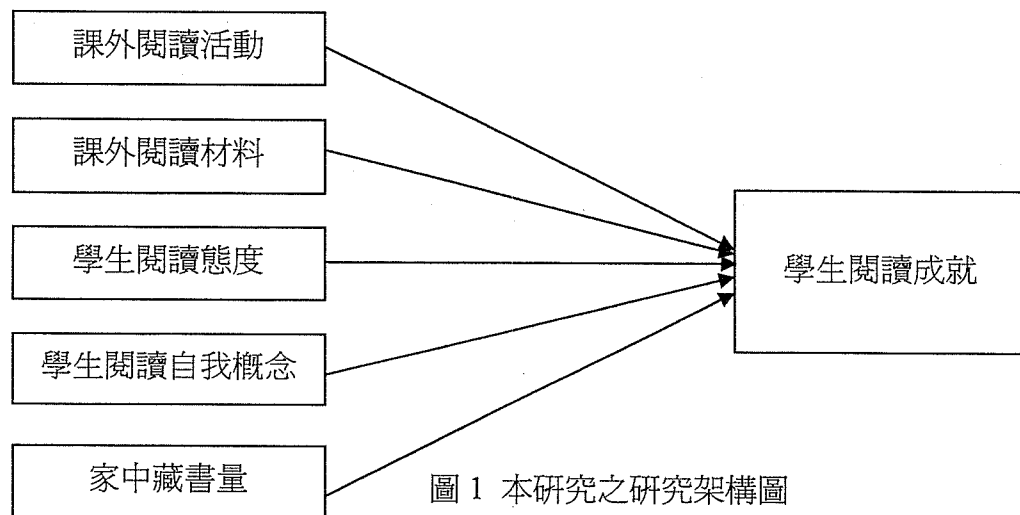 課外閱讀活動
課外閱讀材料
學生閱讀態度
學生閱讀成就
學生閱讀自我概念
家中藏書量
圖 1 本研究之研究架構圖